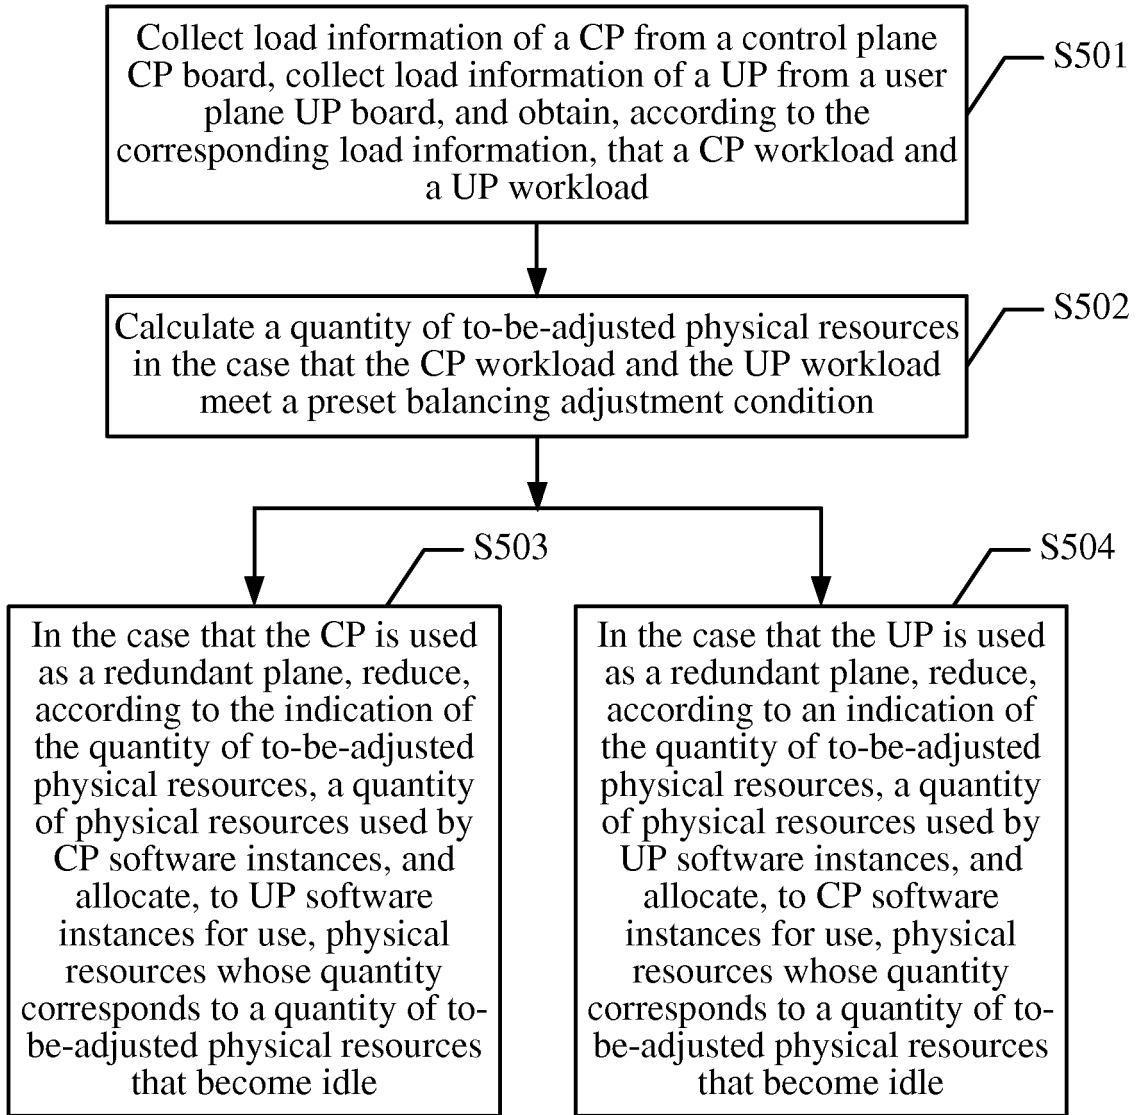 Collect load information of a CP from a control plane
CP board, collect load information of a UP from a user
plane UP board, and obtain, according to the
corresponding load information, that a CP workload and
a UP workload
S501
Calculate a quantity of to-be-adjusted physical resources
in the case that the CP workload and the UP workload
meet a preset balancing adjustment condition
S502
S503
In the case that the CP is used
as a redundant plane, reduce,
according to the indication of
the quantity of to-be-adjusted
physical resources, a quantity
of physical resources used by
CP software instances, and
allocate, to UP software
instances for use, physical
resources whose quantity
corresponds to a quantity of to-
be-adjusted physical resources
that become idle
S504
In the case that the UP is used
as a redundant plane, reduce,
according to an indication of
the quantity of to-be-adjusted
physical resources, a quantity
of physical resources used by
UP software instances, and
allocate, to CP software
instances for use, physical
resources whose quantity
corresponds to a quantity of to-
be-adjusted physical resources
that become idle